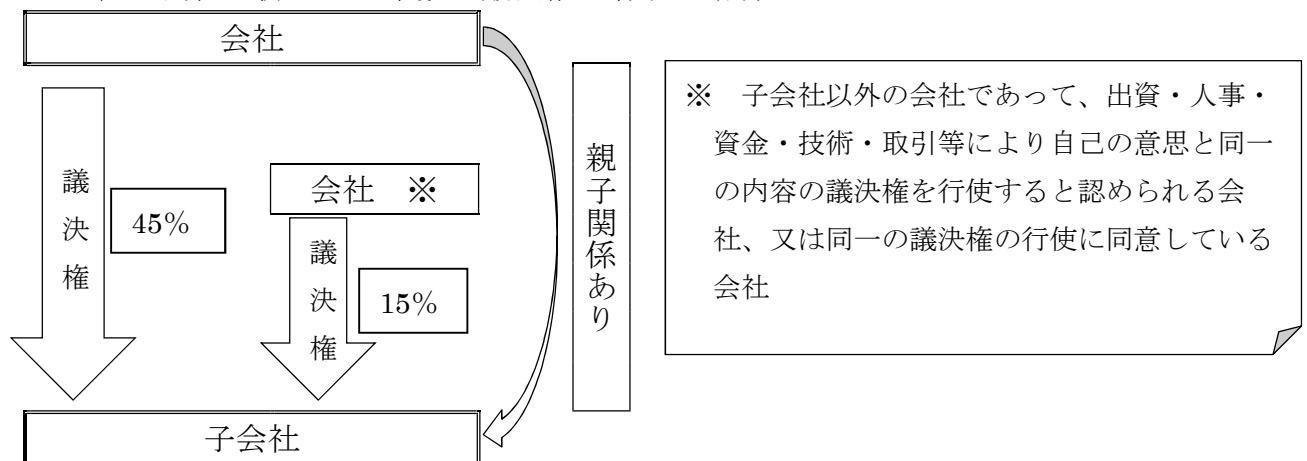 会社
議決権
45%
会社 ※
議決権
15%
親子関係あり
子会社
※ 子会社以外の会社であって、出資・人事・
資金・技術・取引等により自己の意思と同一
の内容の議決権を行使すると認められる会
社、又は同一の議決権の行使に同意している
会社